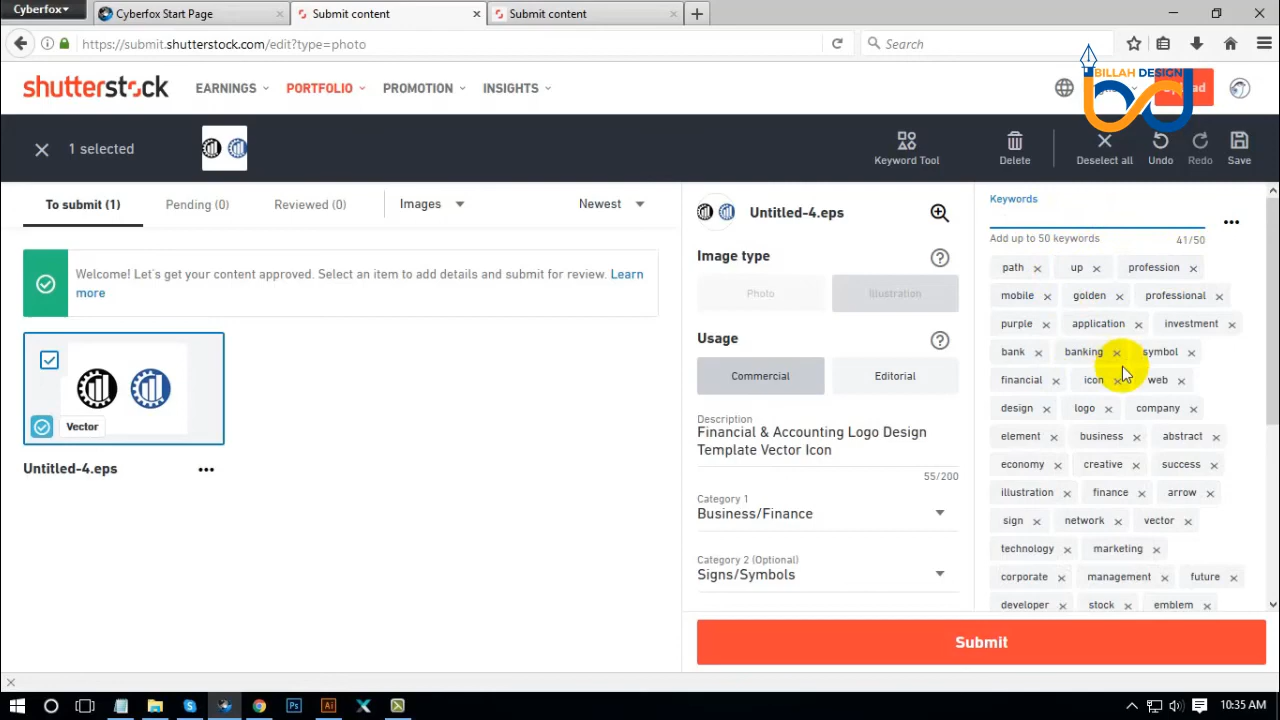 Cyberfox
Cyberfox Start Page
Submit content
Submit content
https://submit.shutterstock.com/edit?type=photo
Search
BILLAH DESIGN
shutterstock
EARNINGS
PORTFOLIO
PROMOTION
INSIGHTS
1 selected
Keyword Tool
Delete
Deselect all
Undo
Redo
Save
To submit (1)
Pending (0)
Reviewed (0)
Images
Newest
Welcome! Let's get your content approved. Select an item to add details and submit for review. Learn
more
Vector
Untitled-4.eps
Untitled-4.eps
Image type
Photo
Illustration
Usage
Commercial
Editorial
Description
Financial & Accounting Logo Design
Template Vector Icon
55/200
Category 1
Business/Finance
Category 2 (Optional)
Signs/Symbols
Keywords
Add up to 50 keywords
41/50
path up profession
mobile golden professional
purple application investment
bank banking symbol
financial icon web
design logo company
element business abstract
economy creative success
illustration finance arrow
sign network vector
technology marketing
corporate management future
developer stock emblem
Submit
10:35 AM